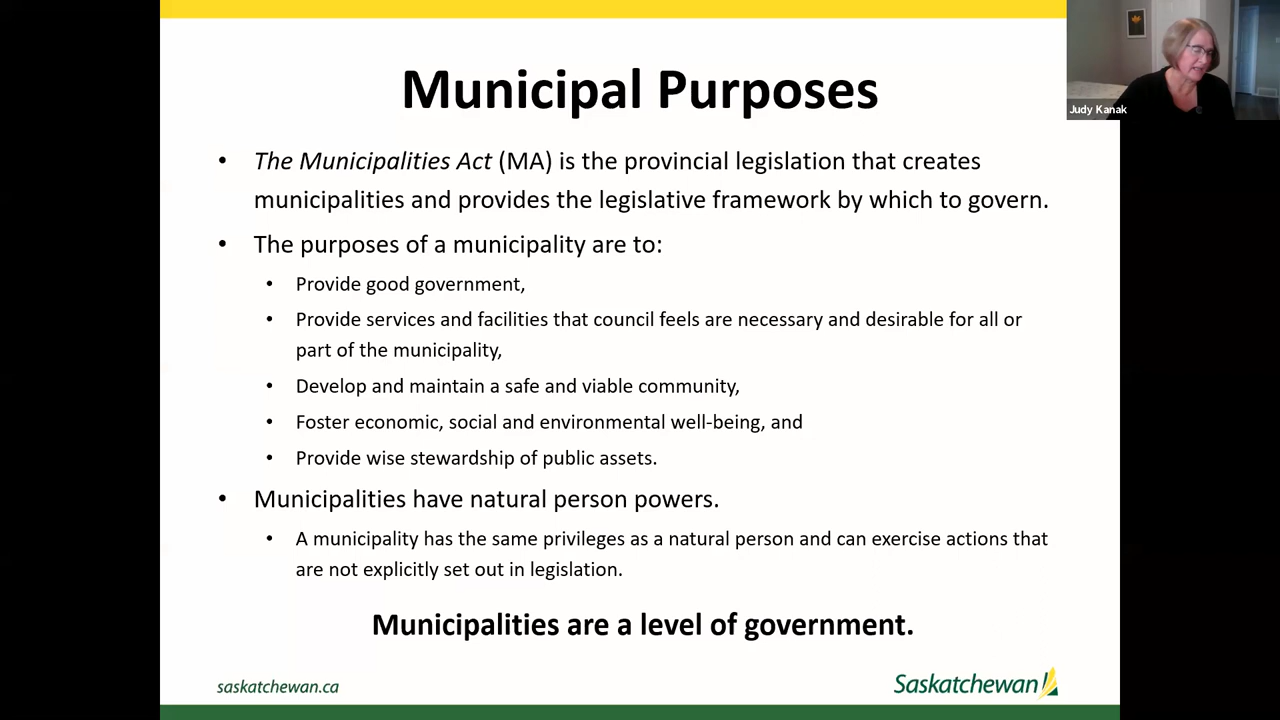 Municipal Purposes
Judy Kanak
• The Municipalities Act (MA) is the provincial legislation that creates
municipalities and provides the legislative framework by which to govern.
• The purposes of a municipality are to:
• Provide good government,
• Provide services and facilities that council feels are necessary and desirable for all or
part of the municipality,
• Develop and maintain a safe and viable community,
• Foster economic, social and environmental well-being, and
• Provide wise stewardship of public assets.
• Municipalities have natural person powers.
• A municipality has the same privileges as a natural person and can exercise actions that
are not explicitly set out in legislation.
Municipalities are a level of government.
saskatchewan.ca
Saskatchewan